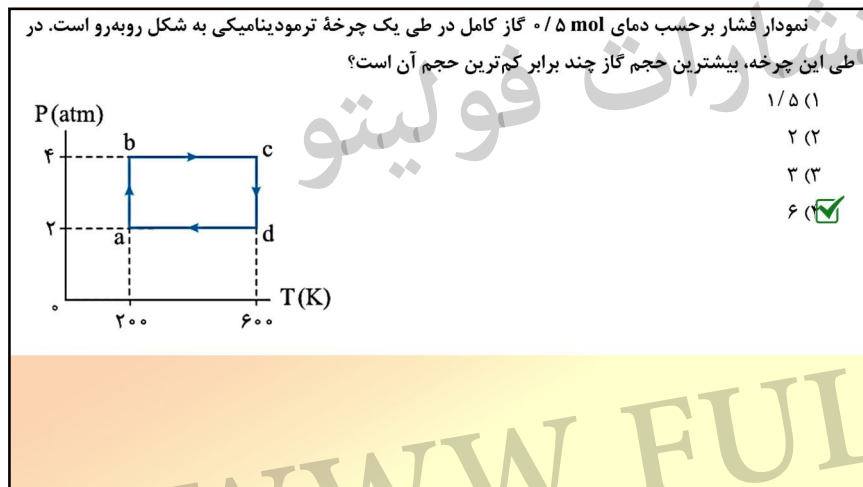 نمودار فشار برحسب دمای ۰/۵ mol گاز کامل در طی یک چرخهٔ ترمودینامیکی به شکل روبه‌رو است. در
طی این چرخه، بیشترین حجم گاز چند برابر کم‌ترین حجم آن است؟
۱) ۱/۵
۲) ۲
۳) ۳
۴) ۶
P(atm)
۴
b
c
۲
a
d
۰
T(K)
۲۰۰
۶۰۰
انتشارات فولیتو
WWW FUL